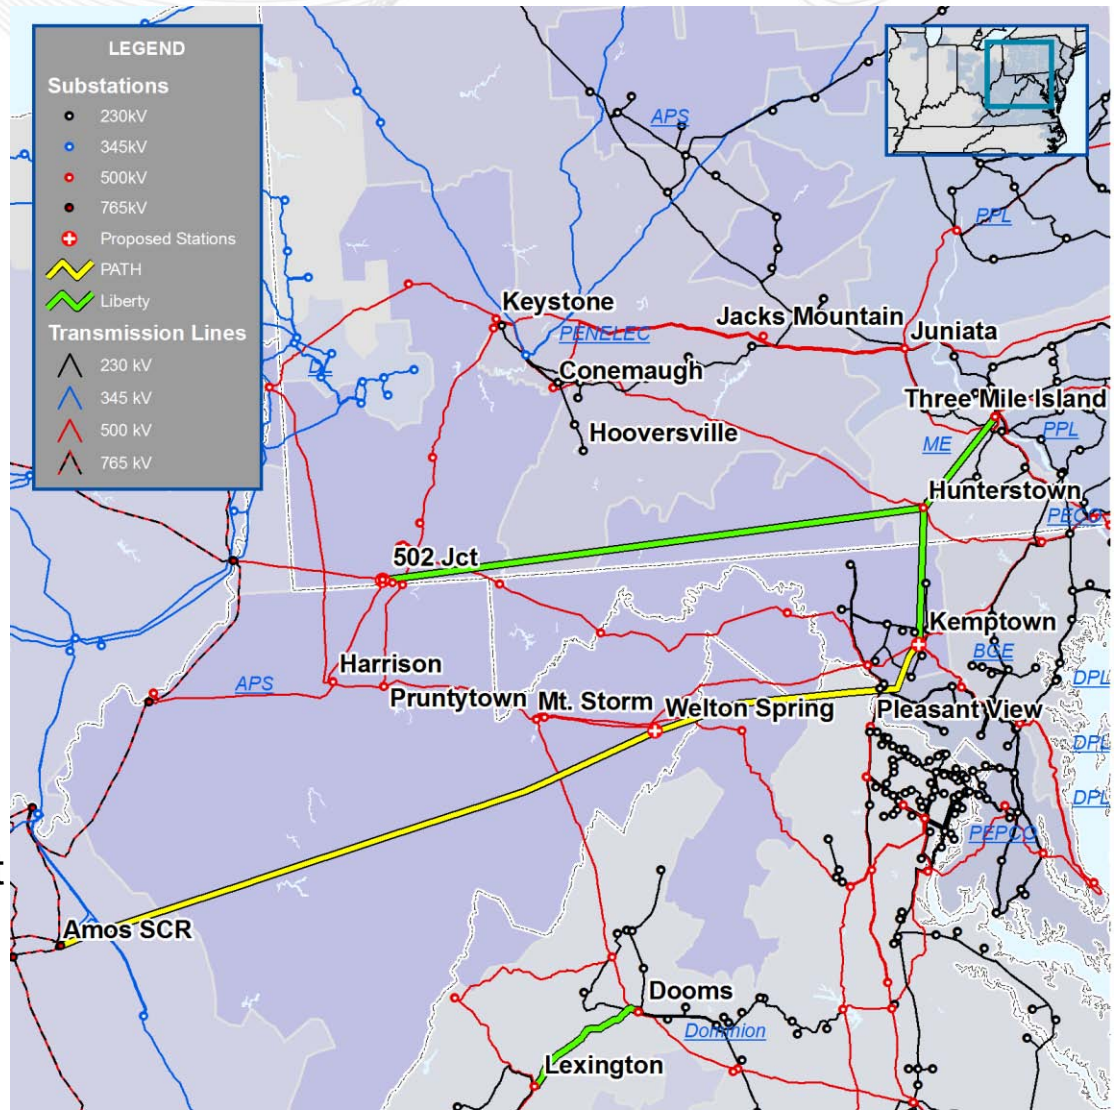 LEGEND
Substations
230kV
345kV
500kV
765kV
Proposed Stations
PATH
Liberty
Transmission Lines
230 kV
345 kV
500 kV
765 kV
APS
PPL
Keystone
PENELEC
Jacks Mountain
Juniata
Conemaugh
Three Mile Island
Hooversville
ME
PPL
Hunterstown
502 Jct
Kemptown
BGE
Harrison
APS
DPL
Pruntytown
Mt. Storm
Welton Spring
Pleasant View
DPL
DPL
PEPCO
Amos SCR
Dooms
Dominion
Lexington